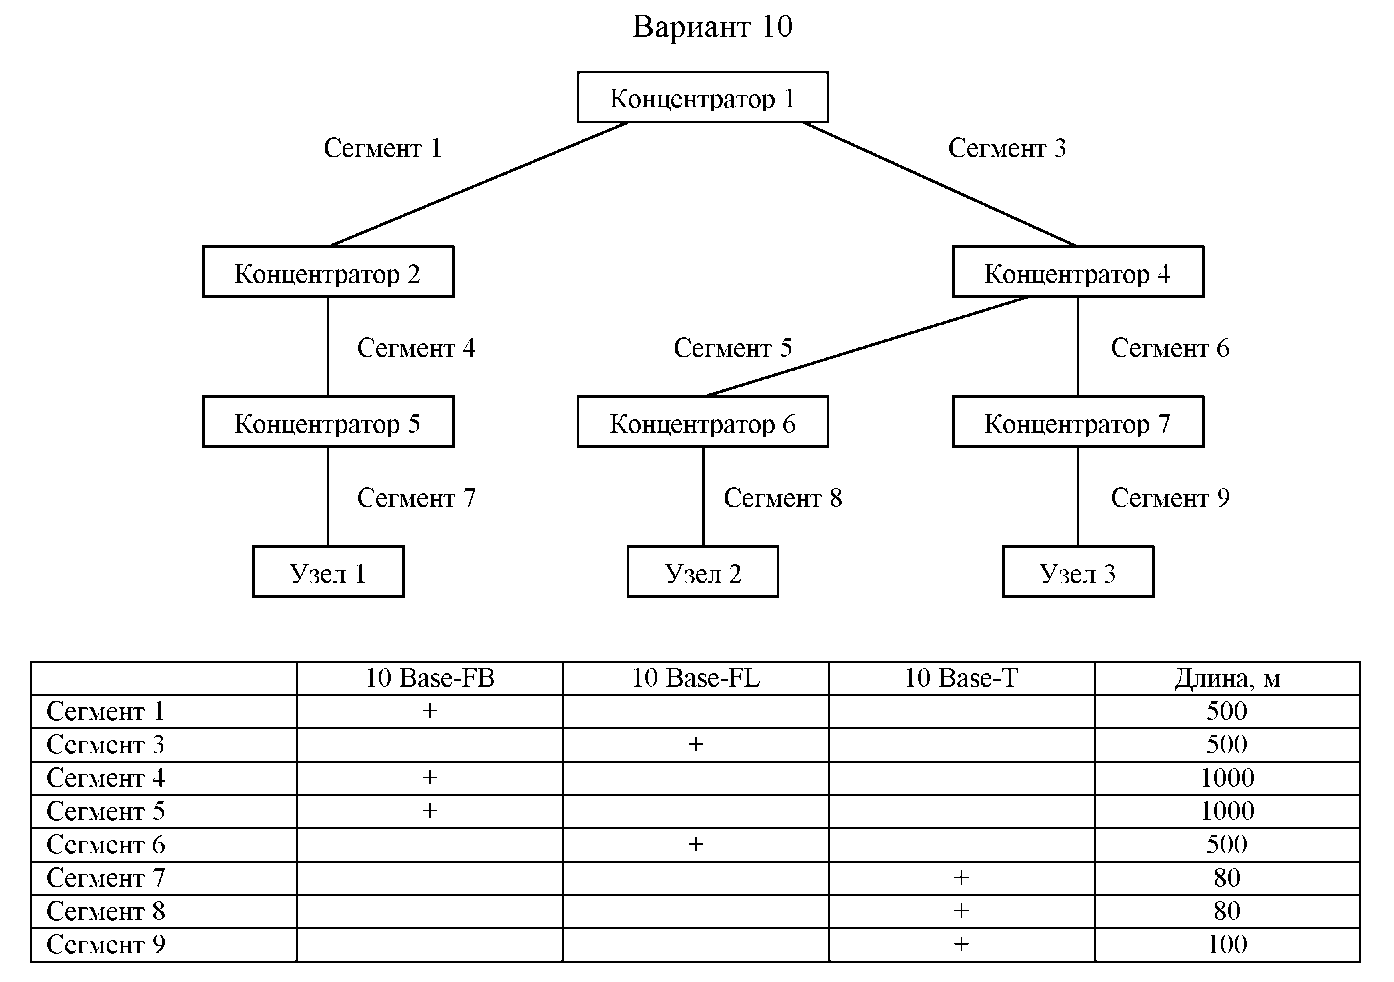 Вариант 10
Концентратор 1
Сегмент 1
Сегмент 3
Концентратор 2
Концентратор 4
Сегмент 4
Сегмент 5
Сегмент 6
Концентратор 5
Концентратор 6
Концентратор 7
Сегмент 7
Сегмент 8
Сегмент 9
Узел 1
Узел 2
Узел 3
10 Base-FB 10 Base-FL 10 Base-T Длина, м
Сегмент 1 + 500
Сегмент 3 + 500
Сегмент 4 + 1000
Сегмент 5 + 1000
Сегмент 6 + 500
Сегмент 7 + 80
Сегмент 8 + 80
Сегмент 9 + 100